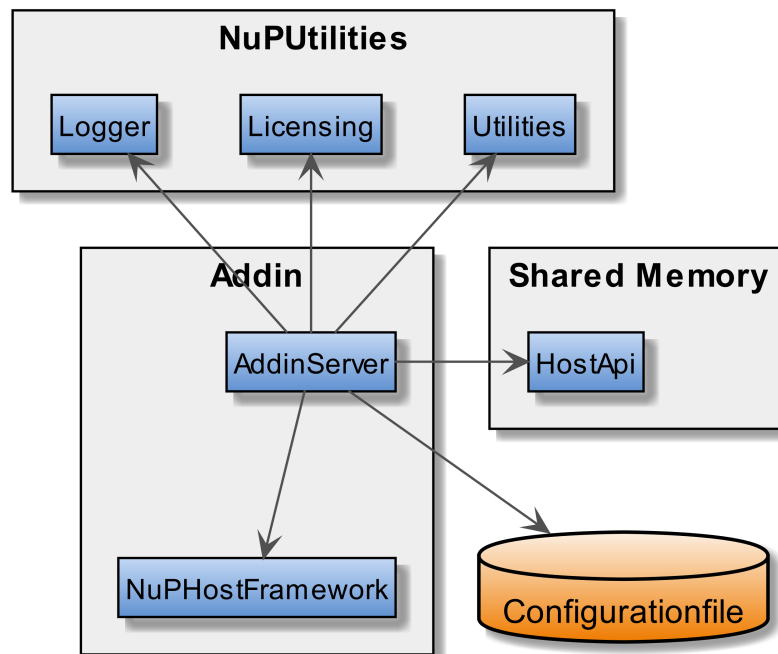 NuPUtilities
Logger
Licensing
Utilities
Addin
Shared Memory
AddinServer
HostApi
NuPHostFramework
Configurationfile